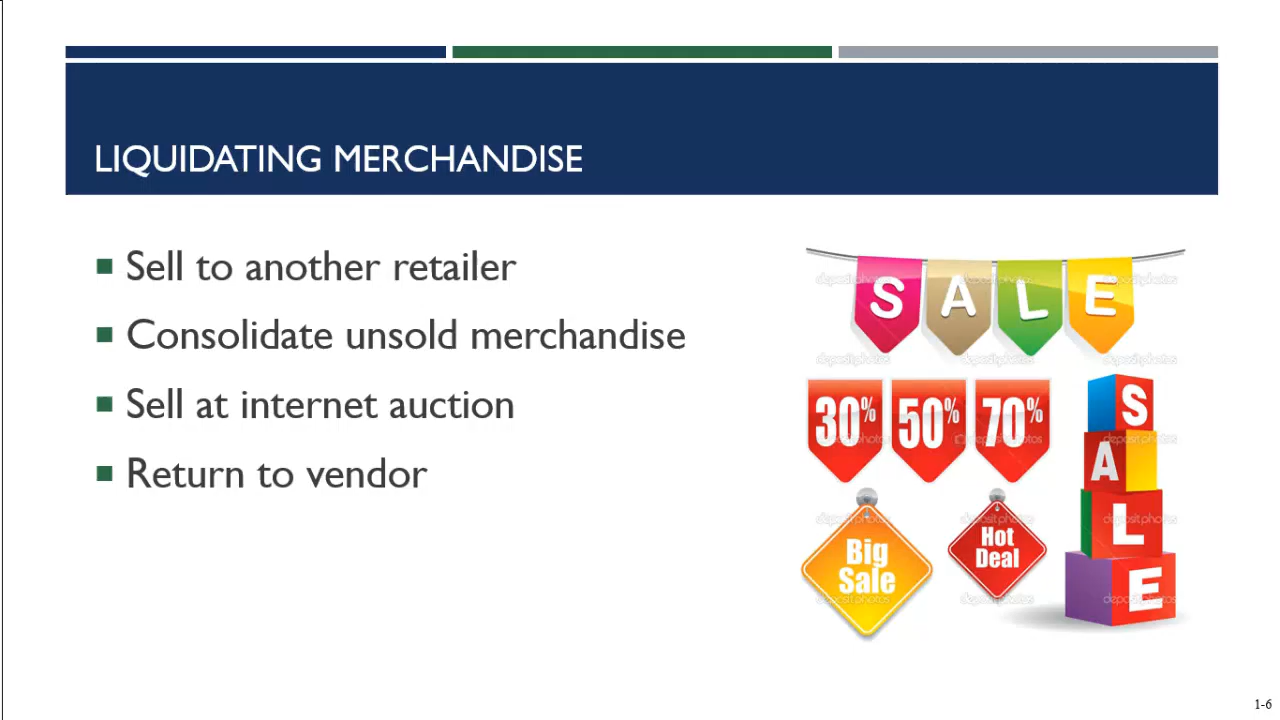 LIQUIDATING MERCHANDISE
Sell to another retailer
Consolidate unsold merchandise
Sell at internet auction
Return to vendor
SALE
30% 50% 70%
SALE
Big
Sale
Hot
Deal
depositphotos
1-6